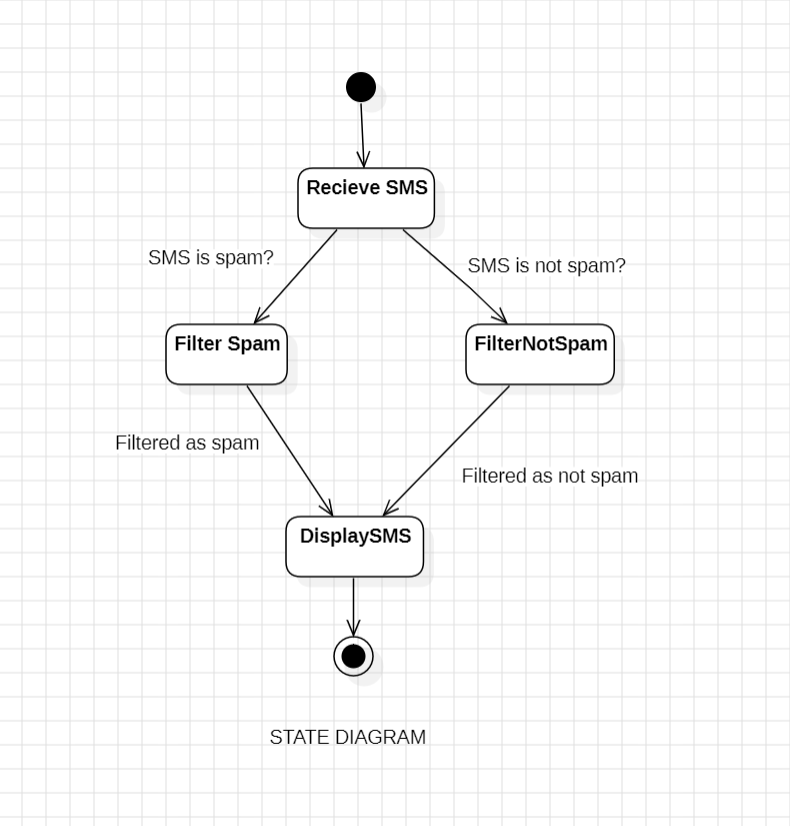 Recieve SMS
SMS is spam?
SMS is not spam?
Filter Spam
FilterNotSpam
Filtered as spam
Filtered as not spam
DisplaySMS
STATE DIAGRAM